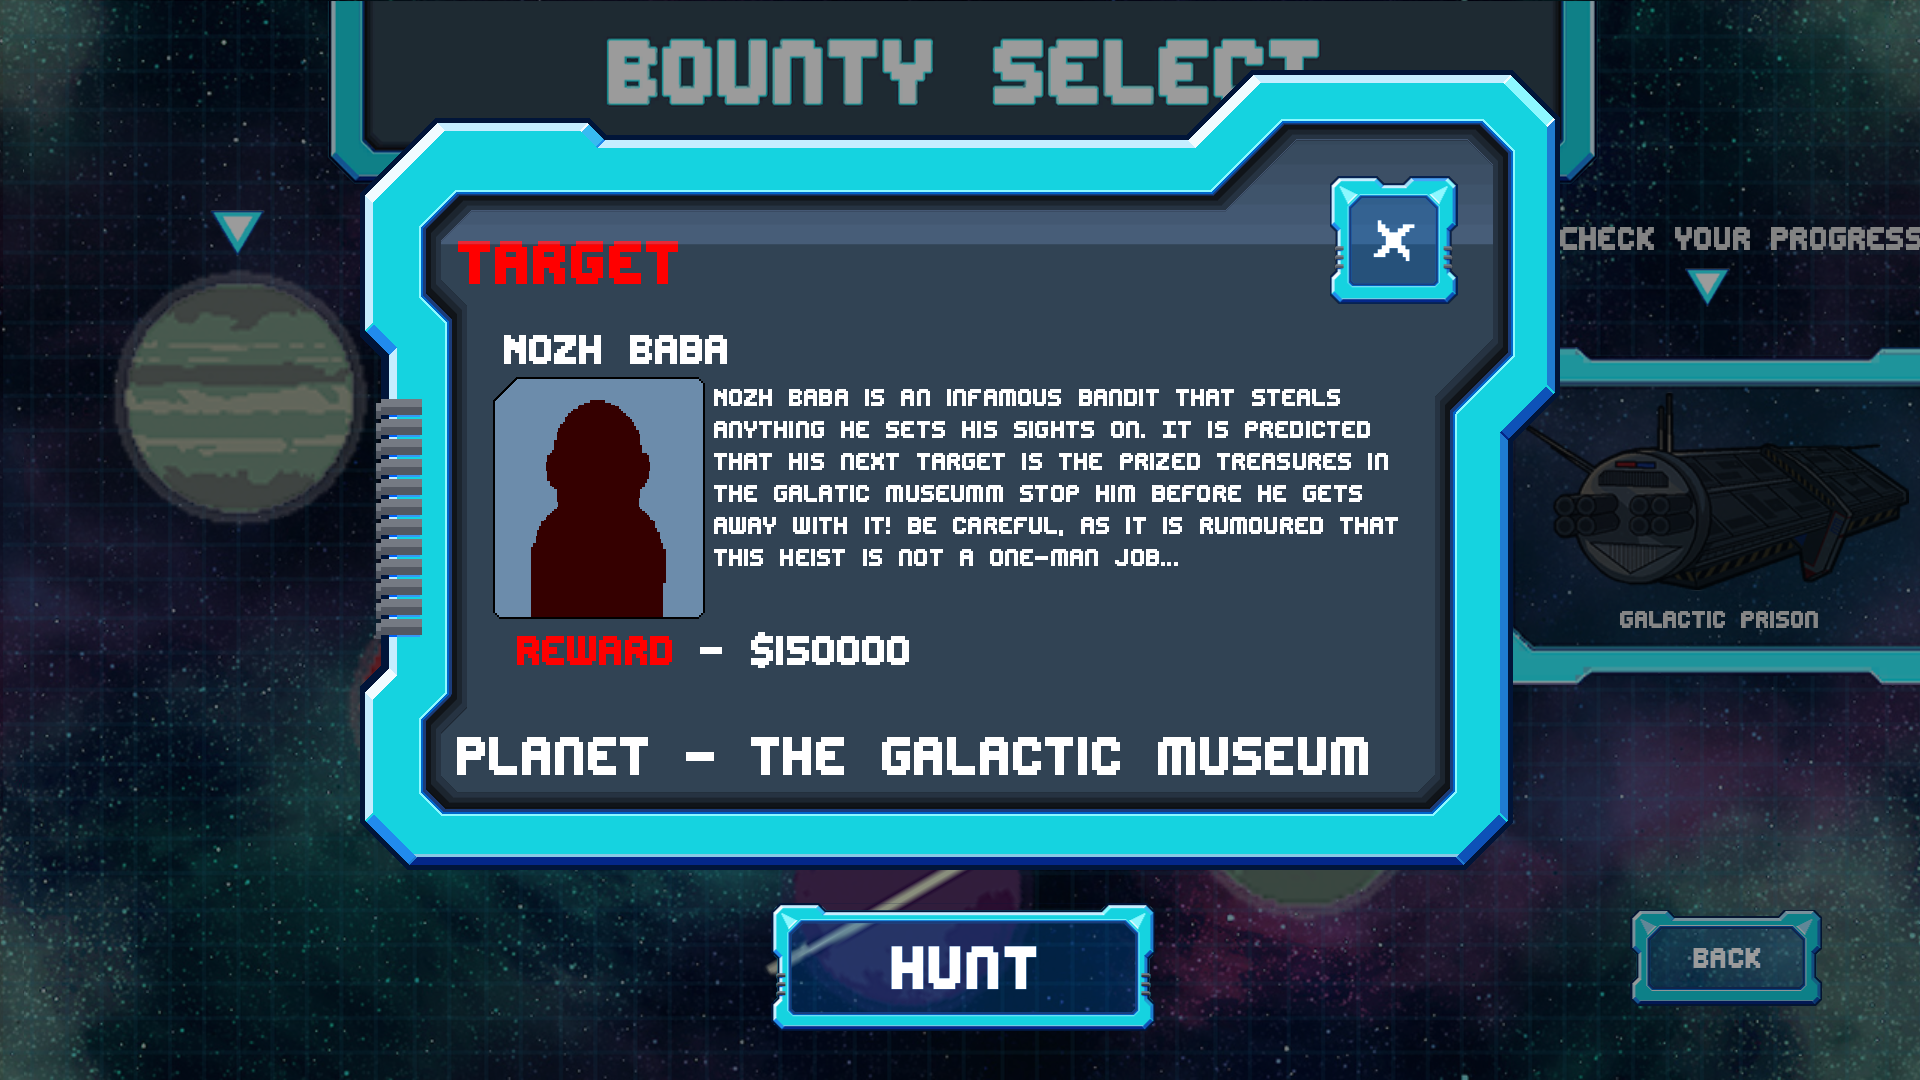 BOUNTY SELECT
TARGET
CHECK YOUR PROGRESS
NOZH BABA
NOZH BABA IS AN INFAMOUS BANDIT THAT STEALS
ANYTHING HE SETS HIS SIGHTS ON. IT IS PREDICTED
THAT HIS NEXT TARGET IS THE PRIZED TREASURES IN
THE GALATIC MUSEUMM STOP HIM BEFORE HE GETS
AWAY WITH IT! BE CAREFUL, AS IT IS RUMOURED THAT
THIS HEIST IS NOT A ONE-MAN JOB...
GALACTIC PRISON
REWARD - $150000
PLANET - THE GALACTIC MUSEUM
HUNT
BACK